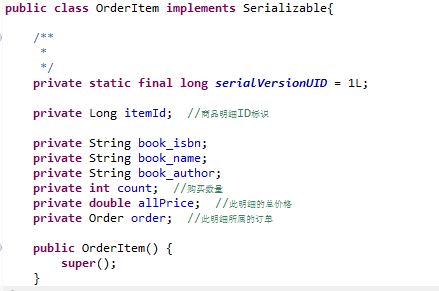 public class OrderItem implements Serializable{
/**
*
*/
private static final long serialVersionUID = 1L;
private Long itemId; //商品明细ID标识
private String book_isbn;
private String book_name;
private String book_author;
private int count; //购买数量
private double allPrice; //此明细的总价格
private Order order; //此明细所属的订单
public OrderItem() {
super();
}